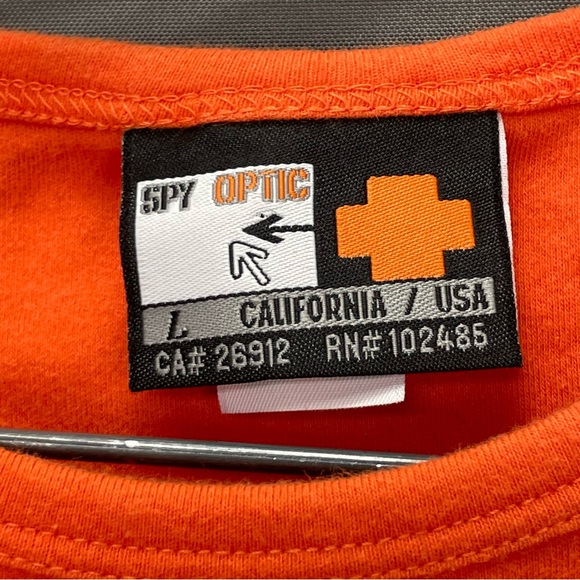 SPY OPTIC
L CALIFORNIA / USA
CA# 26912 RN# 102485